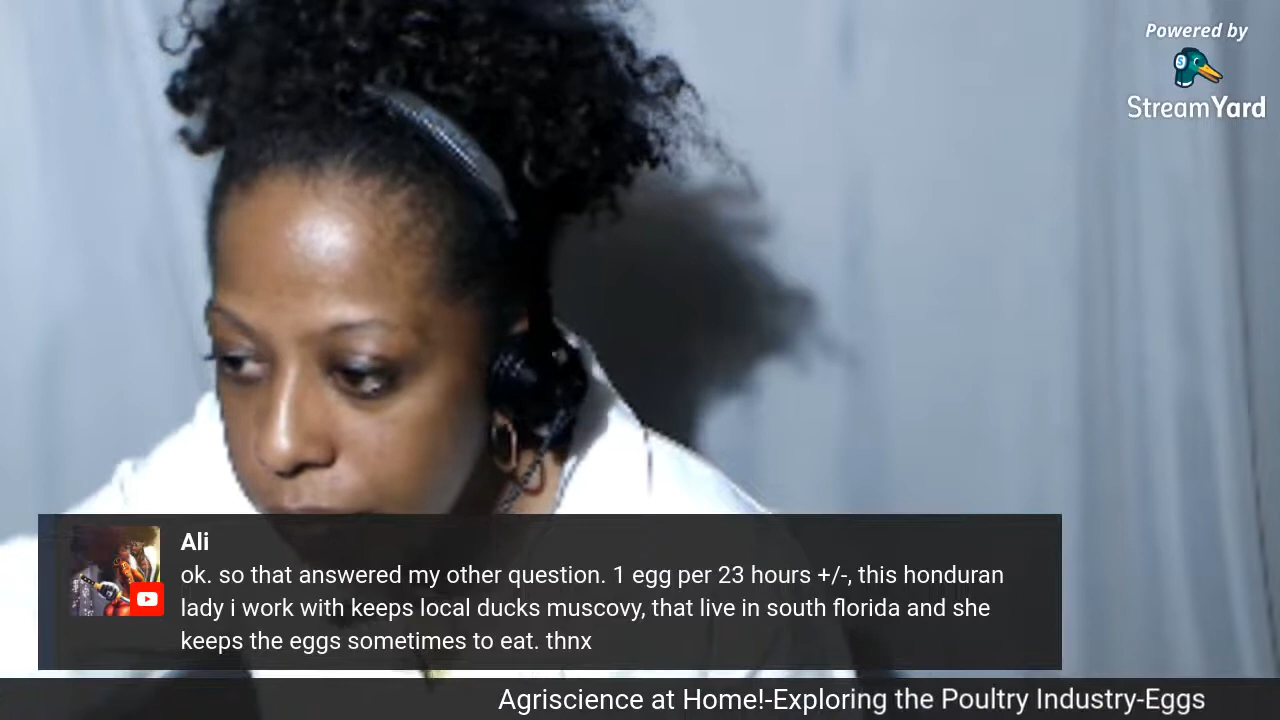 Powered by
StreamYard
Ali
ok. so that answered my other question. 1 egg per 23 hours +/-, this honduran
lady i work with keeps local ducks muscovy, that live in south florida and she
keeps the eggs sometimes to eat. thnx
Agriscience at Home!-Exploring the Poultry Industry-Eggs